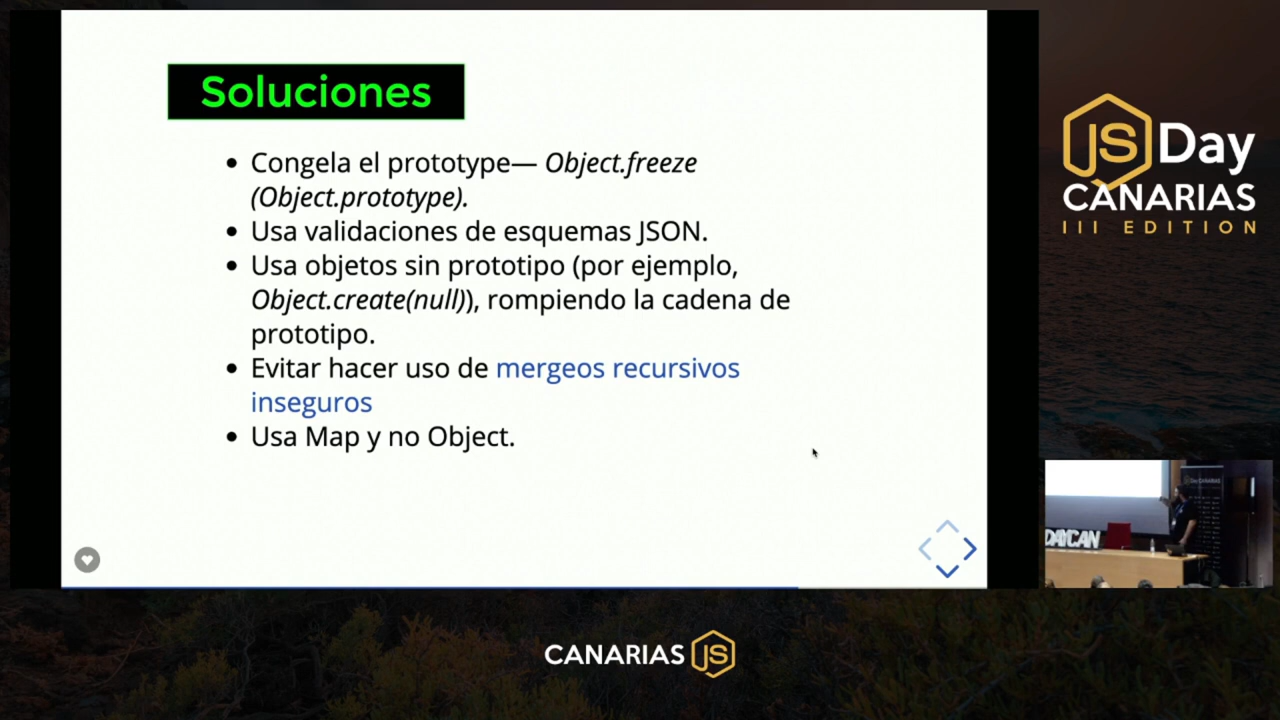 Soluciones
Congela el prototype— Object.freeze
(Object.prototype).
Usa validaciones de esquemas JSON.
Usa objetos sin prototipo (por ejemplo,
Object.create(null)), rompiendo la cadena de
prototipo.
Evitar hacer uso de mergeos recursivos
inseguros
Usa Map y no Object.
JS Day
CANARIAS
III EDITION
DAYCAN
CANARIAS JS